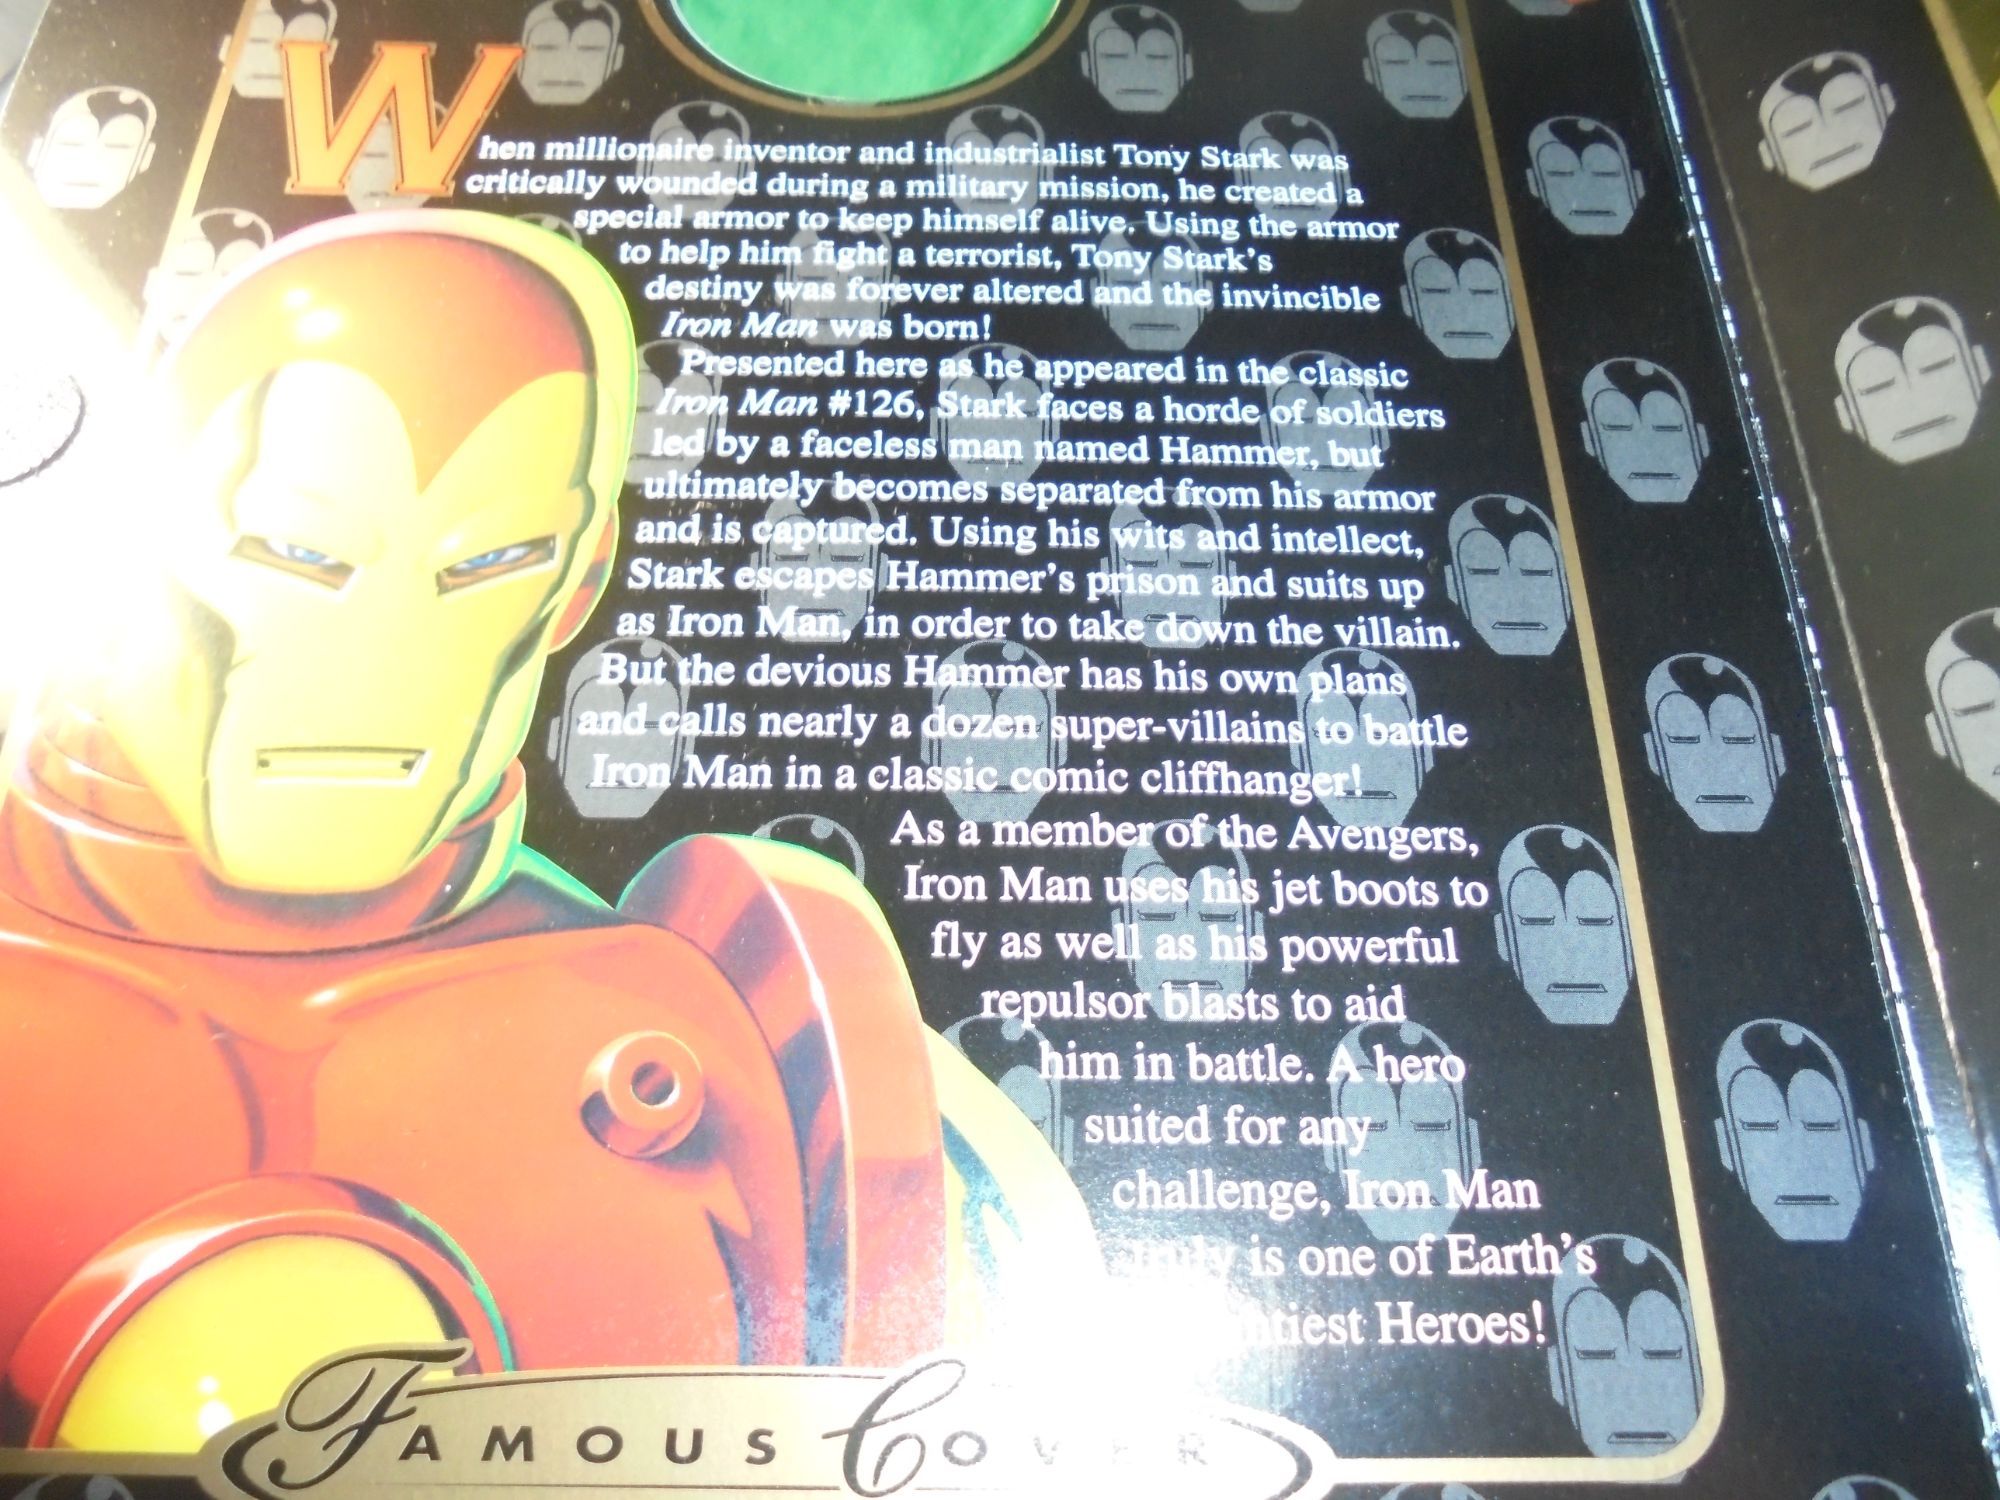 When millionaire inventor and industrialist Tony Stark was
critically wounded during a military mission, he created a
special armor to keep himself alive. Using the armor
to help him fight a terrorist, Tony Stark's
destiny was forever altered and the invincible
Iron Man was born!
Presented here as he appeared in the classic
Iron Man #126, Stark faces a horde of soldiers
led by a faceless man named Hammer, but
ultimately becomes separated from his armor
and is captured. Using his wits and intellect,
Stark escapes Hammer's prison and suits up
as Iron Man, in order to take down the villain.
But the devious Hammer has his own plans
and calls nearly a dozen super-villains to battle
Iron Man in a classic comic cliffhanger!
As a member of the Avengers,
Iron Man uses his jet boots to
fly as well as his powerful
repulsor blasts to aid
him in battle. A hero
suited for any
challenge, Iron Man
truly is one of Earth's
Heroes!
FAMOUS COVER